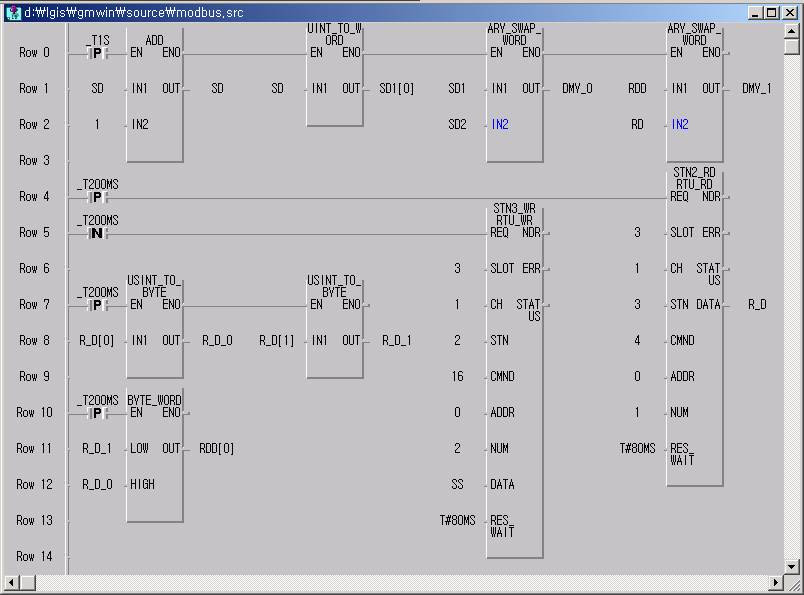 d:₩lgis₩gmwin₩source₩modbus.src
_T1S ADD UINT_TO_W ORD ARY_SWAP_ WORD ARY_SWAP_ WORD
Row 0 P EN ENO EN ENO EN ENO EN ENO
Row 1 SD IN1 OUT SD SD IN1 OUT SD1[0] SD1 IN1 OUT DMY_0 RDD IN1 OUT DMY_1
Row 2 1 IN2 SD2 IN2 RD IN2
Row 3
_T200MS STN2_RD RTU_RD
Row 4 P REQ NDR
_T200MS STN3_WR RTU_WR
Row 5 N REQ NDR 3 SLOT ERR
Row 6 3 SLOT ERR 1 CH STAT US
_T200MS USINT_TO_ BYTE USINT_TO_ BYTE
Row 7 P EN ENO EN ENO 1 CH STAT US 3 STN DATA R_D
Row 8 R_D[0] IN1 OUT R_D_0 R_D[1] IN1 OUT R_D_1 2 STN 4 CMND
Row 9 16 CMND 0 ADDR
_T200MS BYTE_WORD
Row 10 P EN ENO 0 ADDR 1 NUM
Row 11 R_D_1 LOW OUT RDD[0] 2 NUM T#80MS RES_ WAIT
Row 12 R_D_0 HIGH SS DATA
Row 13 T#80MS RES_ WAIT
Row 14